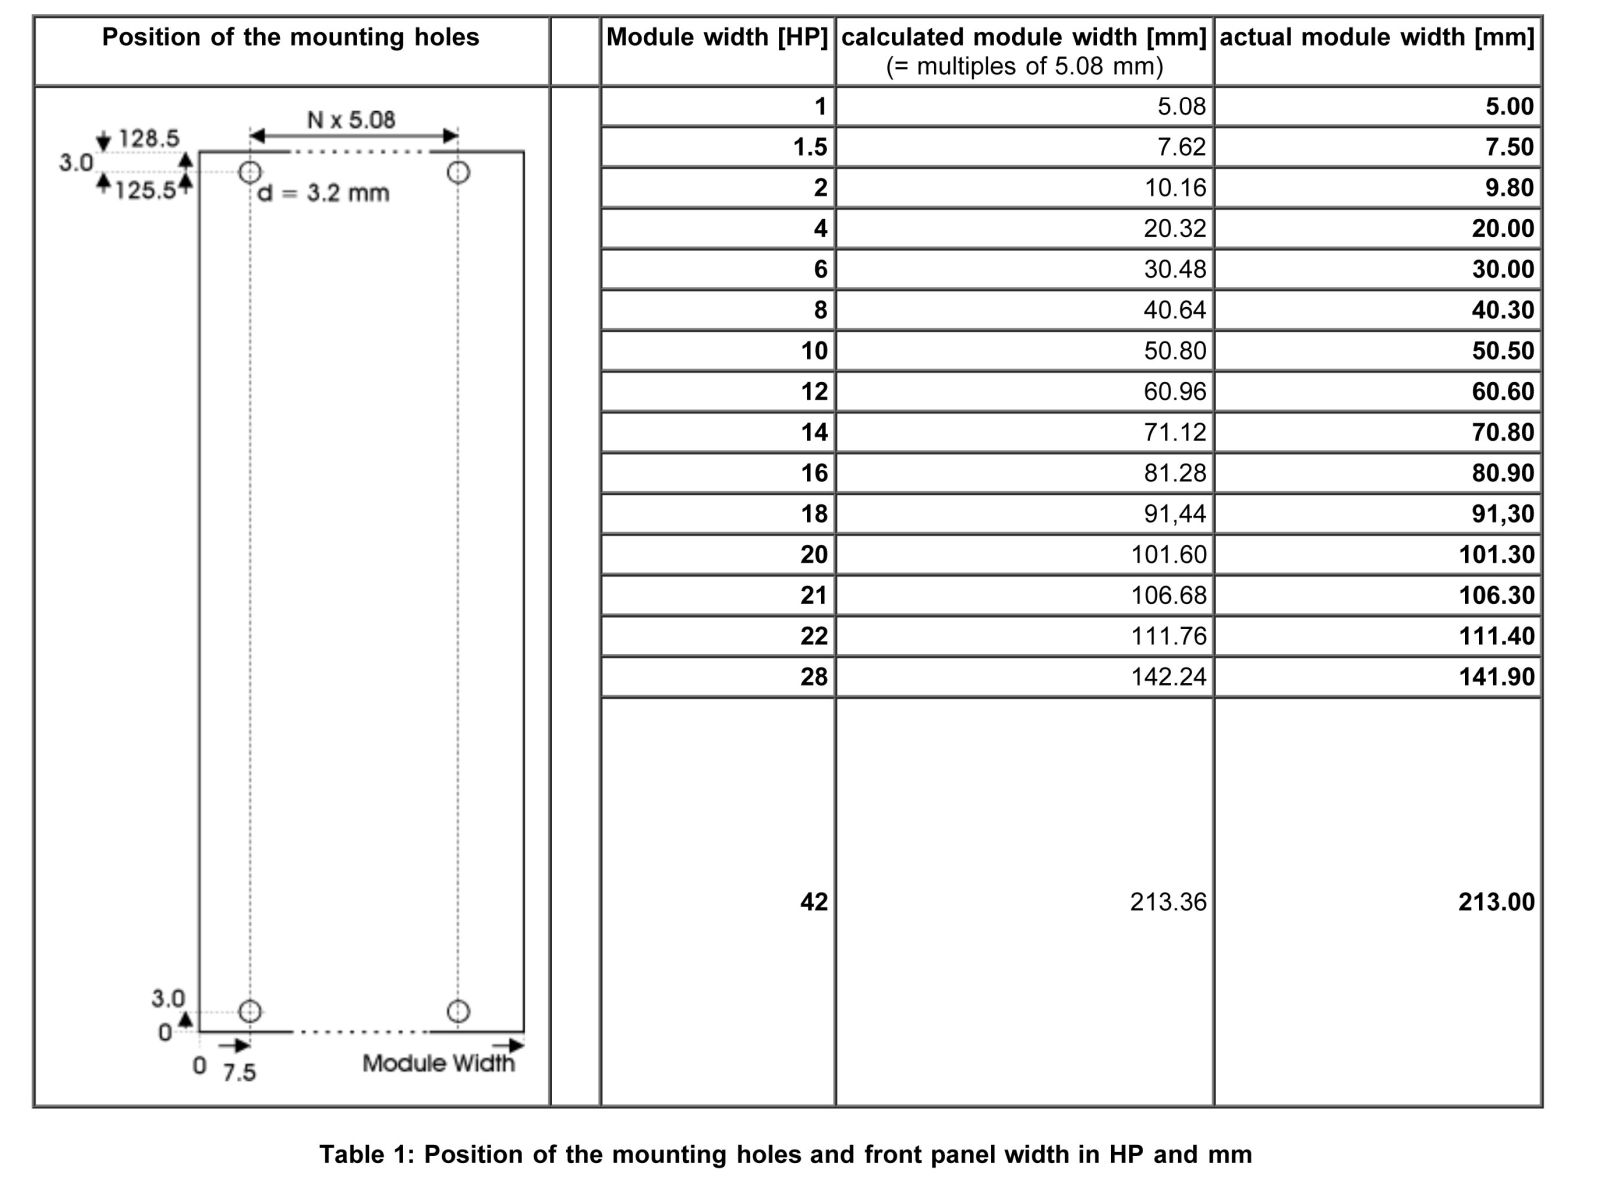 Position of the mounting holes
Module width [HP]
calculated module width [mm]
(= multiples of 5.08 mm)
actual module width [mm]
N x 5.08
128.5
3.0
125.5
d = 3.2 mm
3.0
0
0
7.5
Module Width
1 5.08 5.00
1.5 7.62 7.50
2 10.16 9.80
4 20.32 20.00
6 30.48 30.00
8 40.64 40.30
10 50.80 50.50
12 60.96 60.60
14 71.12 70.80
16 81.28 80.90
18 91,44 91,30
20 101.60 101.30
21 106.68 106.30
22 111.76 111.40
28 142.24 141.90
42 213.36 213.00
Table 1: Position of the mounting holes and front panel width in HP and mm